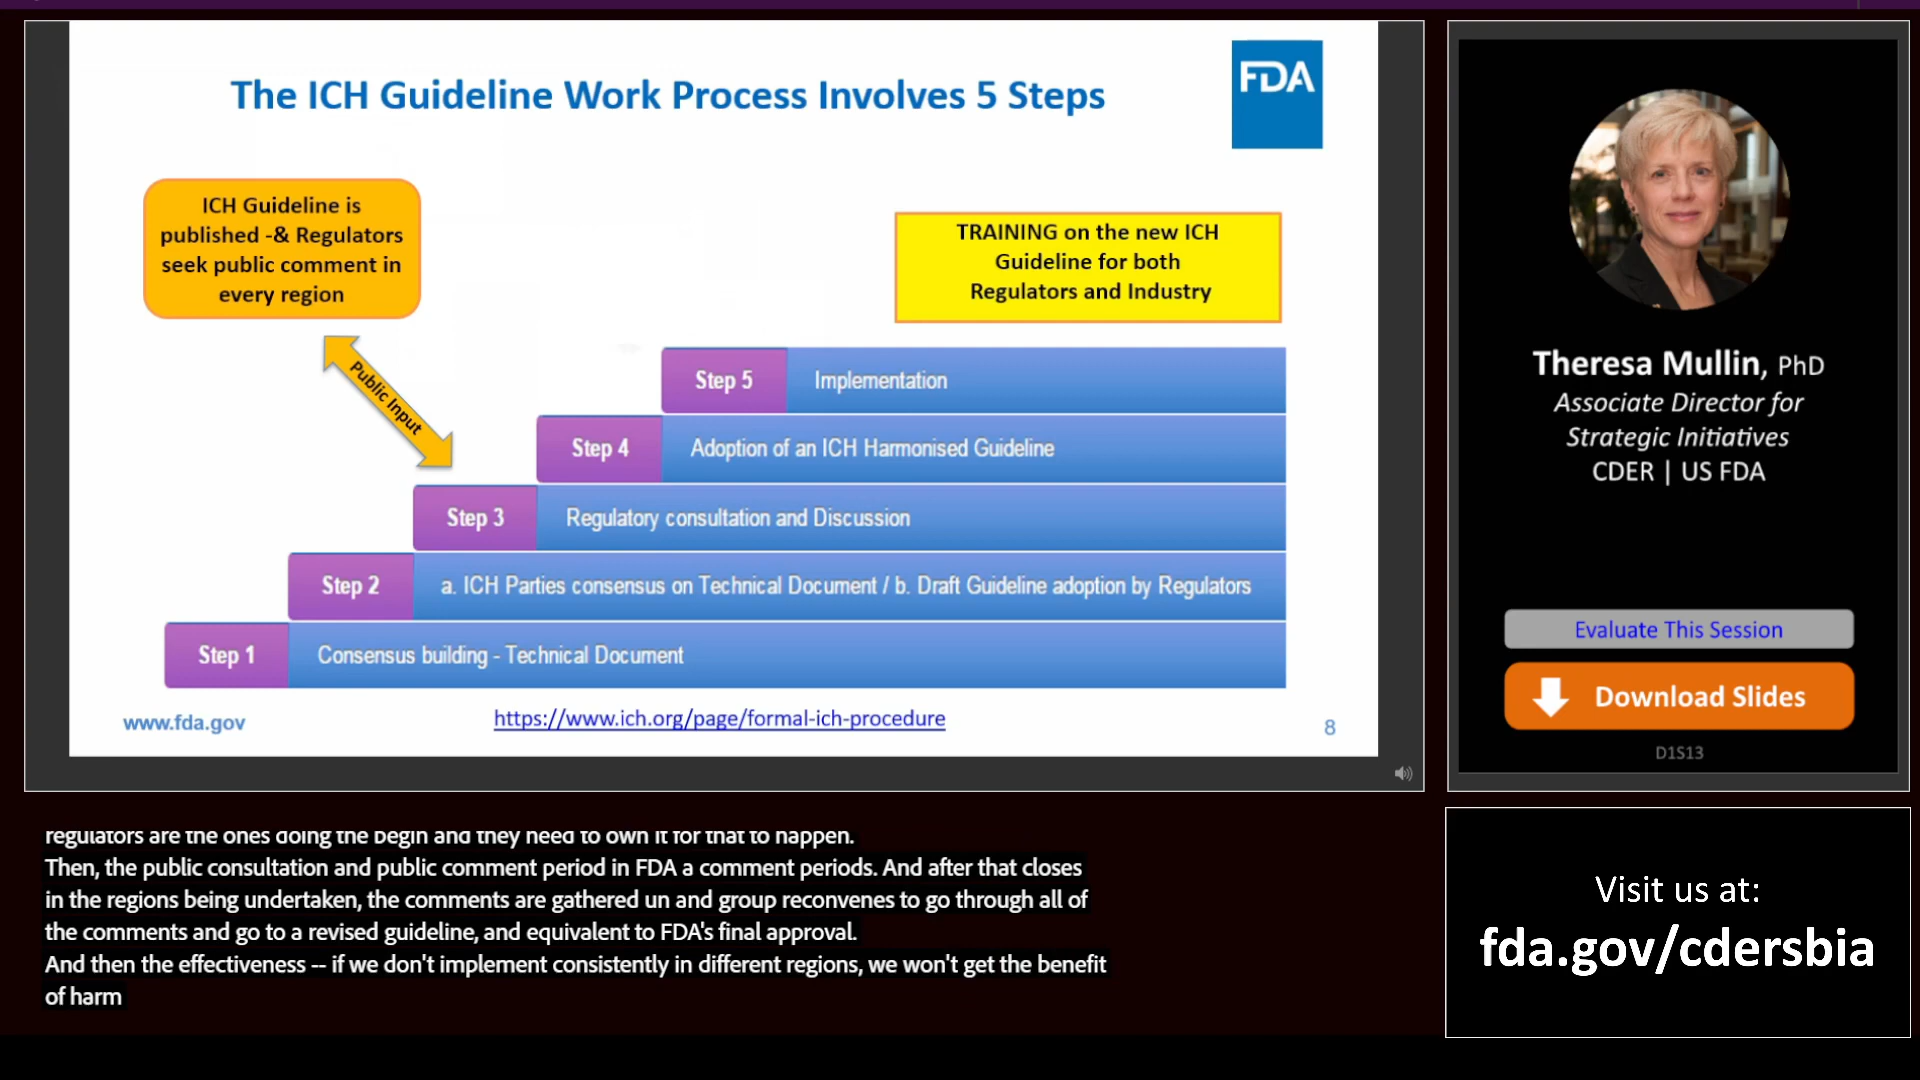 The ICH Guideline Work Process Involves 5 Steps
FDA
ICH Guideline is
published -& Regulators
seek public comment in
every region
Public Input
TRAINING on the new ICH
Guideline for both
Regulators and Industry
Step 5 Implementation
Step 4 Adoption of an ICH Harmonised Guideline
Step 3 Regulatory consultation and Discussion
Step 2 a. ICH Parties consensus on Technical Document / b. Draft Guideline adoption by Regulators
Step 1 Consensus building - Technical Document
www.fda.gov
https://www.ich.org/page/formal-ich-procedure
8
Theresa Mullin, PhD
Associate Director for
Strategic Initiatives
CDER | US FDA
Evaluate This Session
Download Slides
D1S13
regulators are the ones doing the begin and they need to own it for that to happen.
Then, the public consultation and public comment period in FDA a comment periods. And after that closes
in the regions being undertaken, the comments are gathered un and group reconvenes to go through all of
the comments and go to a revised guideline, and equivalent to FDA's final approval.
And then the effectiveness -- if we don't implement consistently in different regions, we won't get the benefit
of harm
Visit us at:
fda.gov/cdersbia